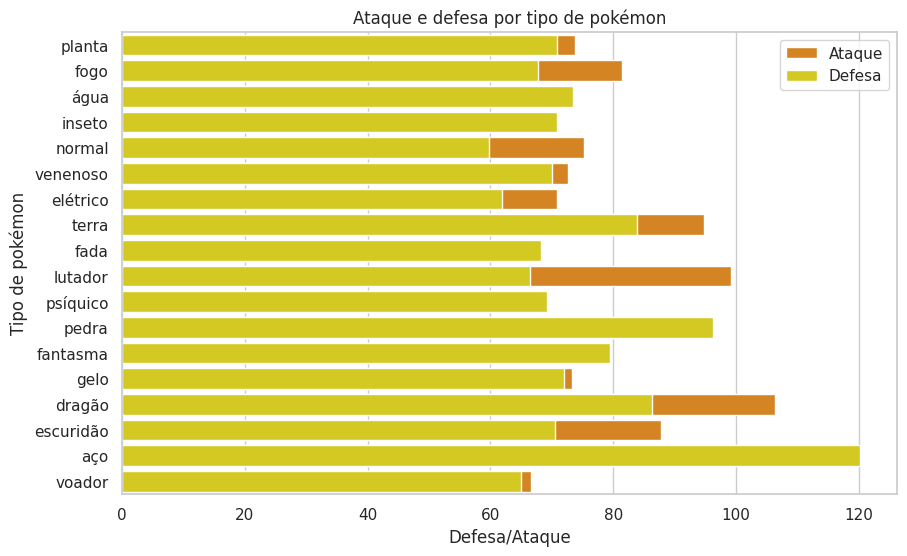 Ataque e defesa por tipo de pokémon
Ataque
Defesa
Tipo de pokémon
planta
fogo
água
inseto
normal
venenoso
elétrico
terra
fada
lutador
psíquico
pedra
fantasma
gelo
dragão
escuridão
aço
voador
0 20 40 60 80 100 120
Defesa/Ataque